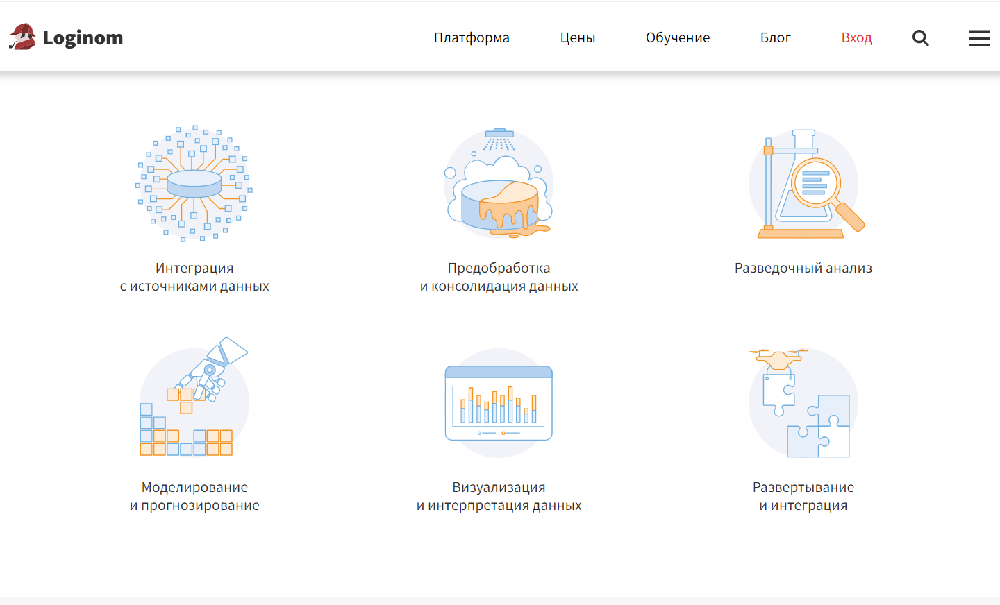 Loginom
Платформа
Цены
Обучение
Блог
Вход
Интеграция
с источниками данных
Предобработка
и консолидация данных
Разведочный анализ
Моделирование
и прогнозирование
Визуализация
и интерпретация данных
Развертывание
и интеграция